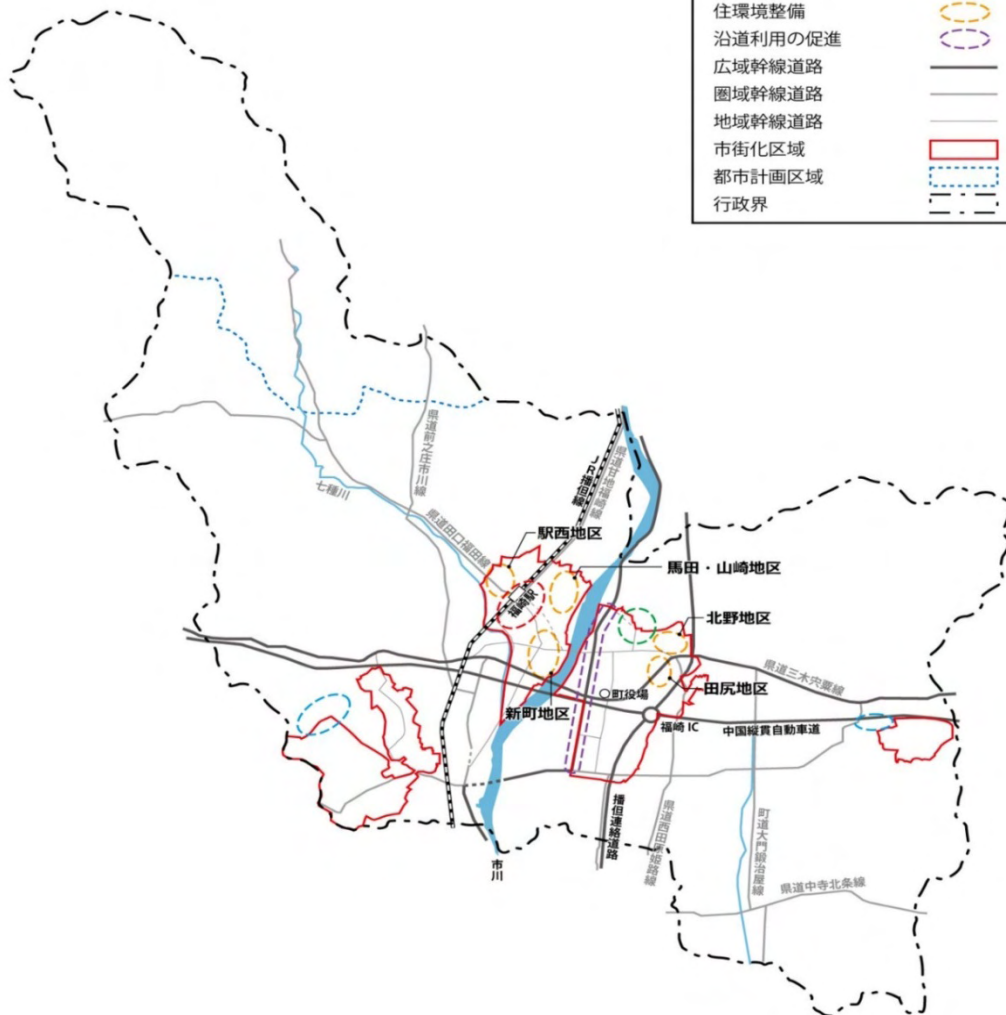 住環境整備
沿道利用の促進
広域幹線道路
圏域幹線道路
地域幹線道路
市街化区域
都市計画区域
行政界
県道前之庄市川線
JR播但線
県道甘地福崎線
七種川
県道田口福田線
駅西地区
馬田・山崎地区
福崎駅
北野地区
県道三木宍粟線
田尻地区
町役場
新町地区
福崎IC
中国縦貫自動車道
播但連絡道路
県道西田原姫路線
町道大門鍛治屋線
市川
県道中寺北条線